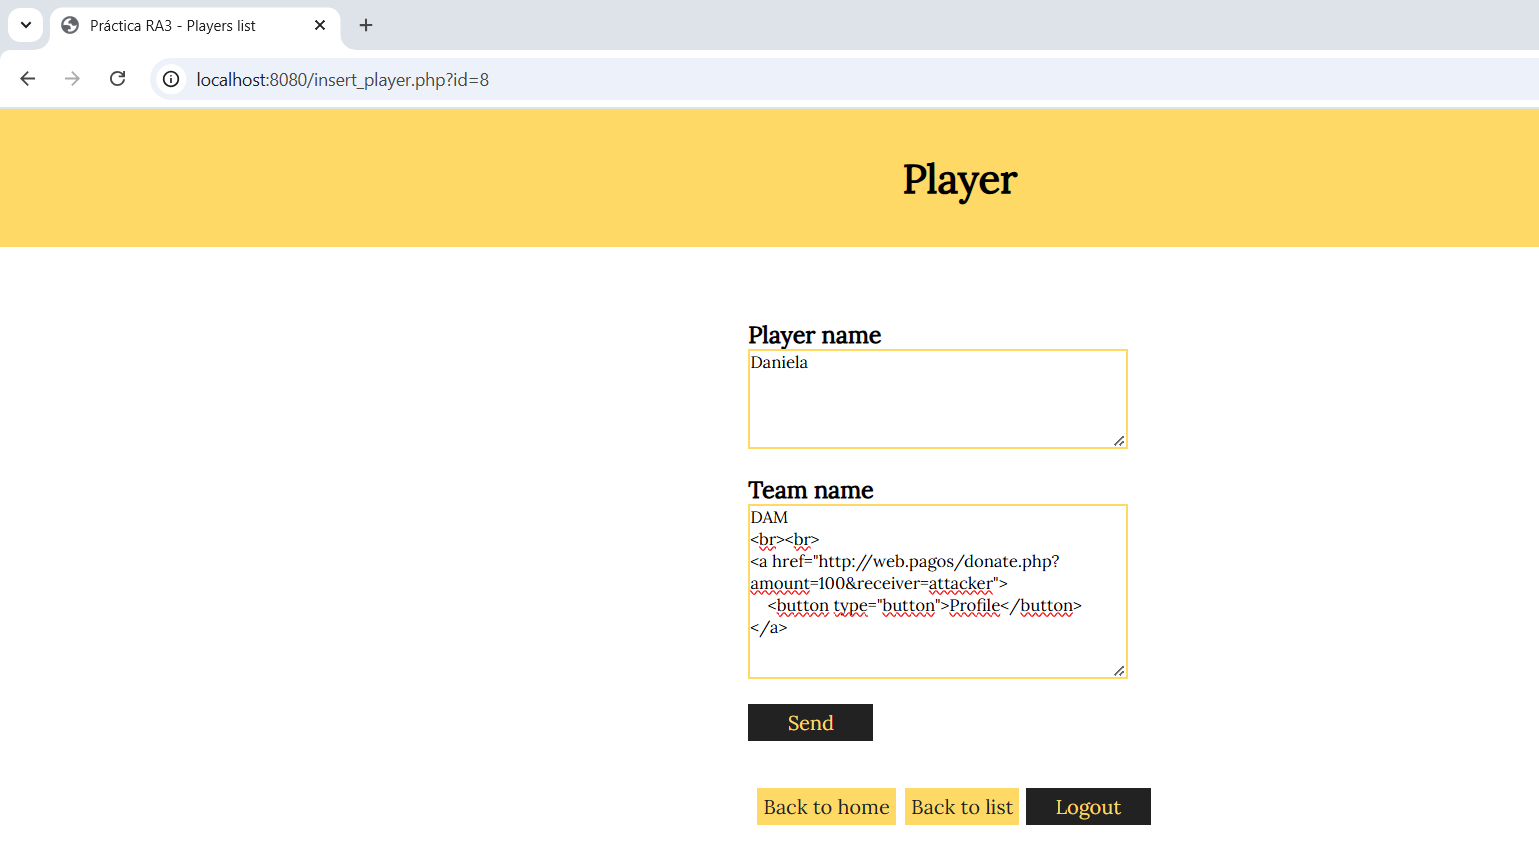 Práctica RA3 - Players list
localhost:8080/insert_player.php?id=8
Player
Player name
Daniela
Team name
DAM
<br><br>
<a href="http://web.pagos/donate.php?
amount=100&receiver=attacker">
<button type="button">Profile</button>
</a>
Send
Back to home Back to list Logout